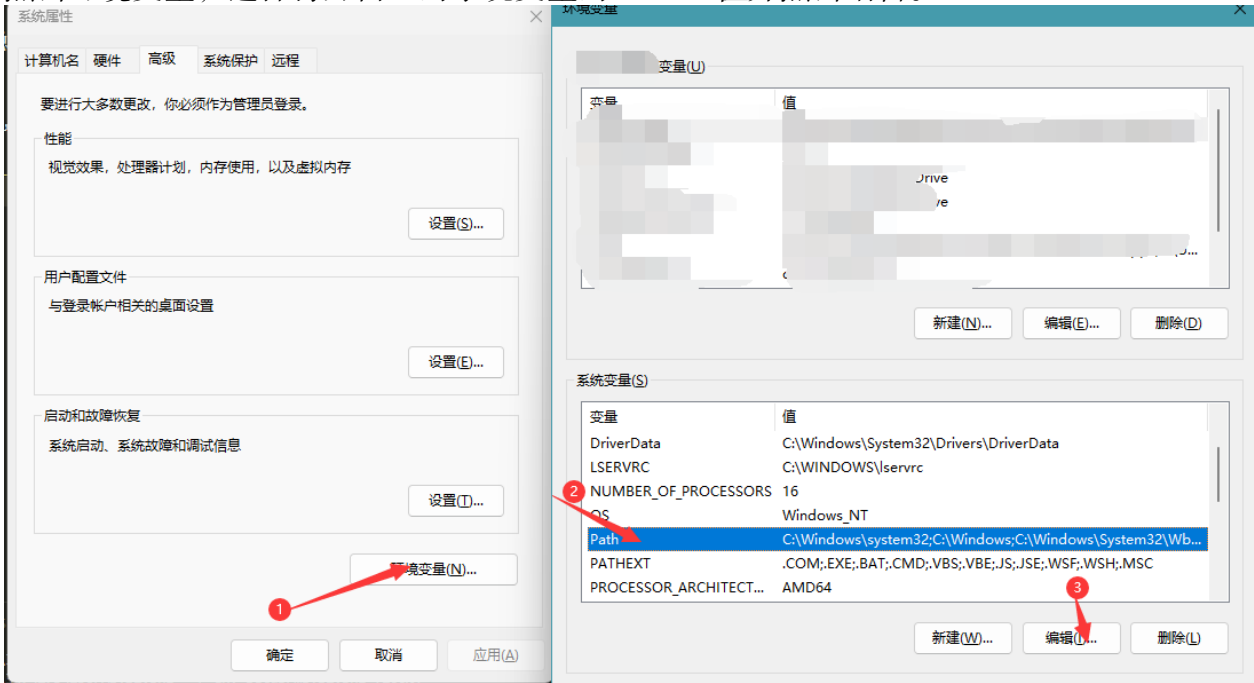 系统属性
计算机名 硬件 高级 系统保护 远程
要进行大多数更改，你必须作为管理员登录。
性能
视觉效果，处理器计划，内存使用，以及虚拟内存
设置(S)...
用户配置文件
与登录帐户相关的桌面设置
设置(E)...
启动和故障恢复
系统启动、系统故障和调试信息
设置(T)...
环境变量(N)...
1
确定 取消 应用(A)
环境变量
变量(U)
变量 值
Drive
新建(N)... 编辑(E)... 删除(D)
系统变量(S)
变量 值
DriverData C:\Windows\System32\Drivers\DriverData
LSERVRC C:\WINDOWS\lservrc
2
NUMBER_OF_PROCESSORS 16
OS Windows_NT
Path C:\Windows\system32;C:\Windows;C:\Windows\System32\Wb...
PATHEXT .COM;.EXE;.BAT;.CMD;.VBS;.VBE;.JS;.JSE;.WSF;.WSH;.MSC
PROCESSOR_ARCHITECT... AMD64
3
新建(W)... 编辑(I)... 删除(L)